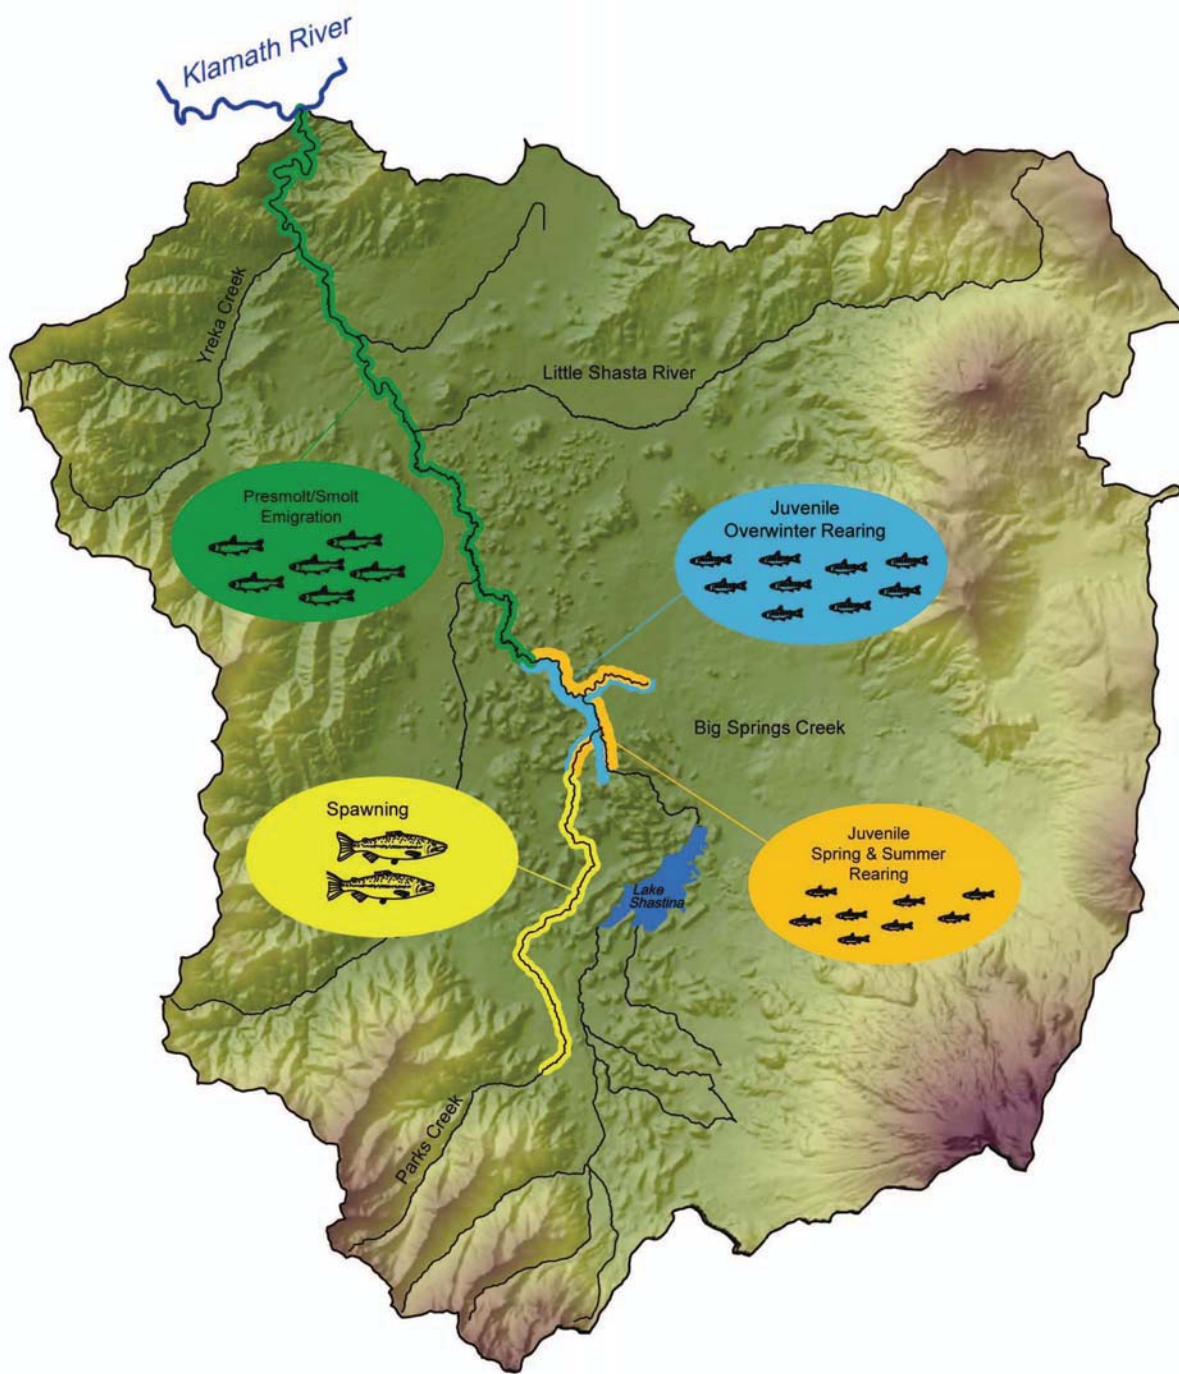 Klamath River
Yreka Creek
Little Shasta River
Presmolt/Smolt
Emigration
Juvenile
Overwinter Rearing
Big Springs Creek
Spawning
Juvenile
Spring & Summer
Rearing
Lake
Shastina
Parks Creek